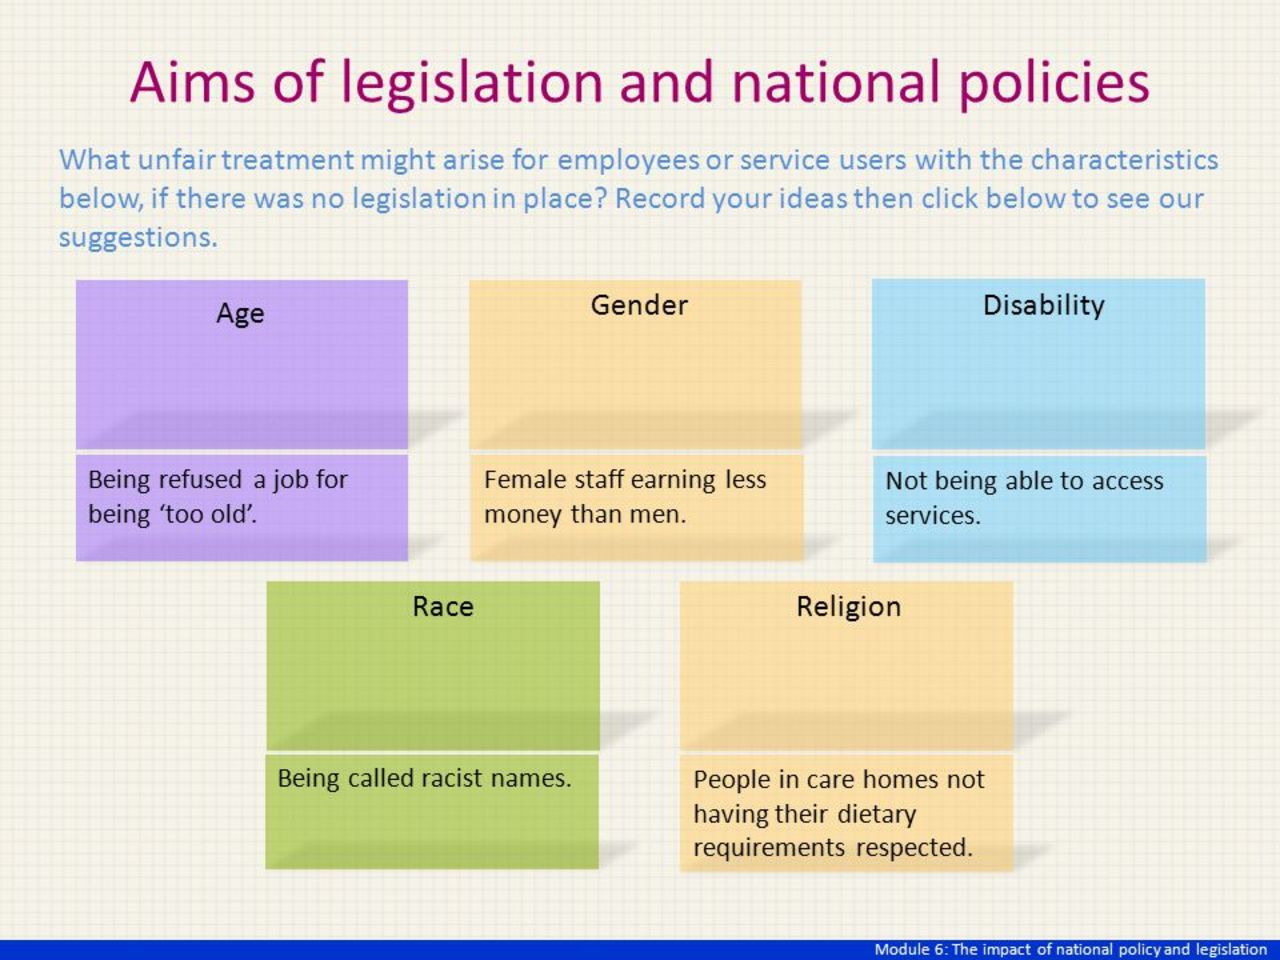 Aims of legislation and national policies
What unfair treatment might arise for employees or service users with the characteristics
below, if there was no legislation in place? Record your ideas then click below to see our
suggestions.
Age
Gender
Disability
Being refused a job for
being ‘too old’.
Female staff earning less
money than men.
Not being able to access
services.
Race
Religion
Being called racist names.
People in care homes not
having their dietary
requirements respected.
Module 6: The impact of national policy and legislation